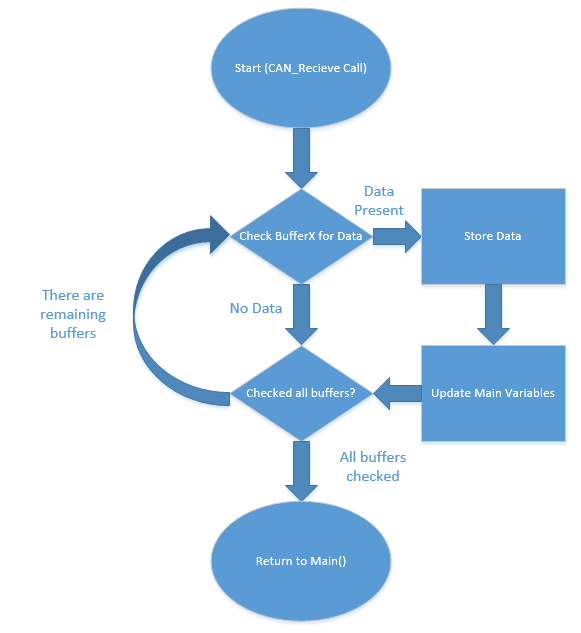 Start (CAN_Recieve Call)
Data
Present
Check BufferX for Data
Store Data
There are
remaining
buffers
No Data
Checked all buffers?
Update Main Variables
All buffers
checked
Return to Main()